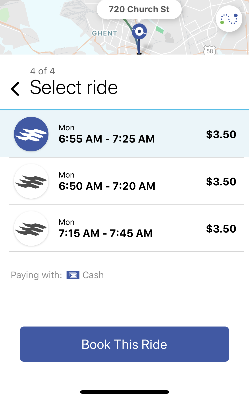 720 Church St
GHENT
58
4 of 4
Select ride
Mon
6:55 AM - 7:25 AM
$3.50
Mon
6:50 AM - 7:20 AM
$3.50
Mon
7:15 AM - 7:45 AM
$3.50
Paying with: Cash
Book This Ride